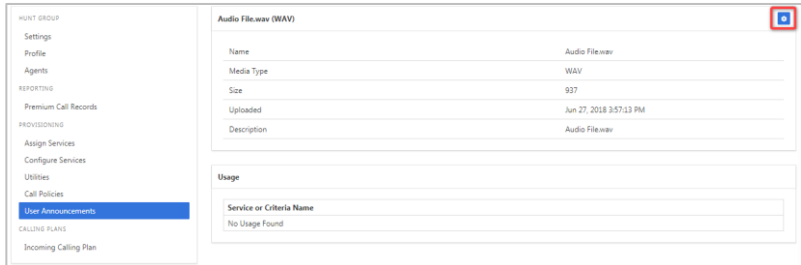 HUNT GROUP
Settings
Profile
Agents
REPORTING
Premium Call Records
PROVISIONING
Assign Services
Configure Services
Utilities
Call Policies
User Announcements
CALLING PLANS
Incoming Calling Plan
Audio File.wav (WAV)
Name Audio File.wav
Media Type WAV
Size 937
Uploaded Jun 27, 2018 3:57:13 PM
Description Audio File.wav
Usage
Service or Criteria Name
No Usage Found